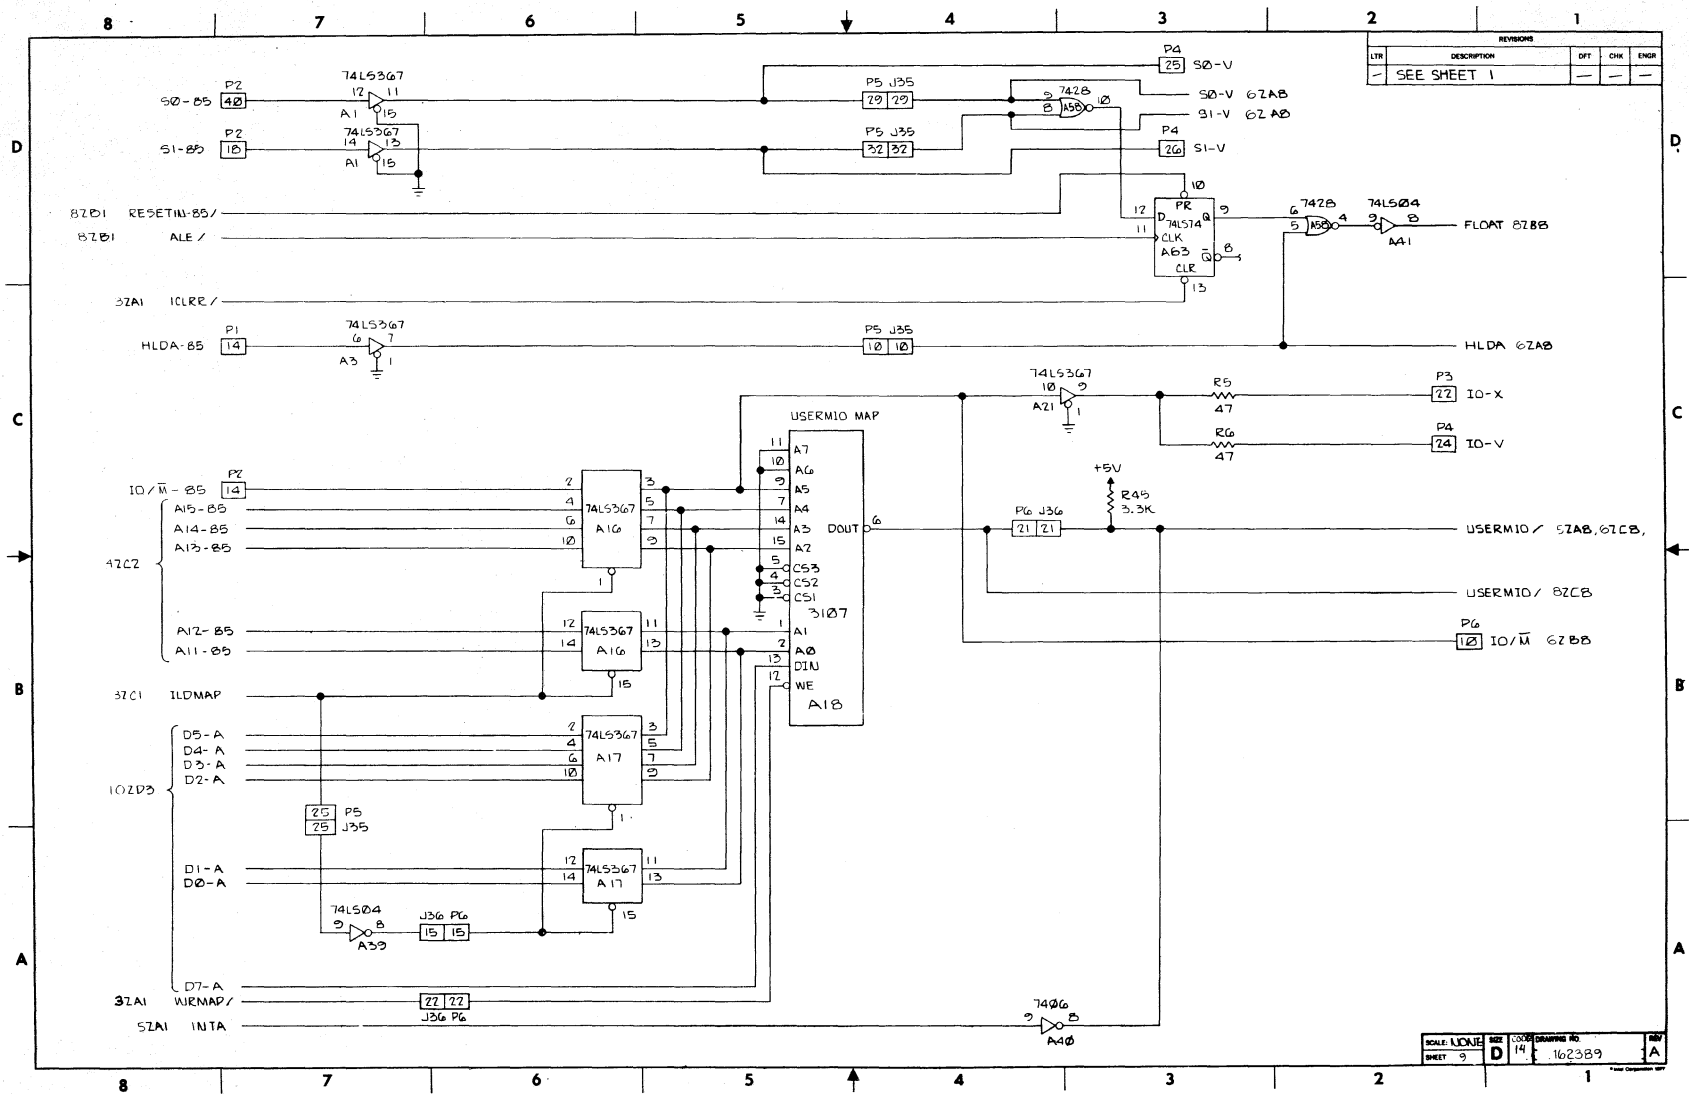 8 7 6 5 4 3 2 1
REVISIONS
LTR DESCRIPTION DFT CHK ENGR
— SEE SHEET 1 — — —
P4
25 SØ-V
P2 74LS367 P5 J35 7428
SØ-85 40 12 11 29 29 9 8 A5B 10 SØ-V 6ZA8
A1 15 S1-V 6ZA8
P2 74LS367 P5 J35 P4
D S1-85 18 14 13 32 32 26 S1-V D
A1 15
10
8ZB1 RESETIN-85/ 12 D PR Q 9 7428 74LS04
74LS74 6 5 A5B 4 9 8 FLOAT 8ZB8
8ZB1 ALE/ 11 CLK A41
A63 Q 8
CLR
3ZA1 ICLRR/ 13
P1 74LS367 P5 J35
HLDA-85 14 6 7 10 10 HLDA 6ZA8
A3 1
74LS367 P3
10 9 R5 22 IO-X
A21 1 47
C USERMIO MAP P4 C
R6 24 IO-V
47
11 A7
10 A6 +5V
P2
IO/M-85 14 2 3 9 A5
R45
A15-85 4 74LS367 5 7 A4 3.3K
P6 J36
A14-85 6 A16 7 14 A3 DOUT 6 21 21 USERMIO/ 5ZA8,6ZC8,
A13-85 10 9 15 A2
4ZC2 5 CS3
1 4 CS2
3 CS1 USERMIO/ 8ZC8
3107
A12-85 12 74LS367 11 1 A1 P6
A11-85 14 A16 13 2 A0 10 IO/M 6ZB8
13 DIN
15 12 WE
B 3ZC1 ILDMAP A18 B
D5-A 2 74LS367 3
D4-A 4 5
D3-A 6 A17 7
D2-A 10 9
10ZD3
25 P5
25 J35 1
D1-A 12 74LS367 11
DØ-A 14 A17 13
74LS04 J36 P6 15
9 8 15 15
A39
A A
D7-A
3ZA1 WRMAP/ 22 22
J36 P6
7406
5ZA1 INTA 9 8
A40
SCALE: NONE SIZE CODE DRAWING NO. REV
SHEET 9 D 14 162389 A
8 7 6 5 4 3 2 1